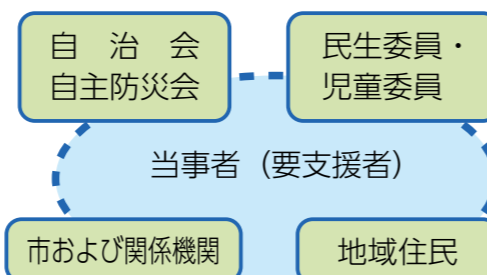 自治会
自主防災会
民生委員・
児童委員
当事者（要支援者）
市および関係機関
地域住民